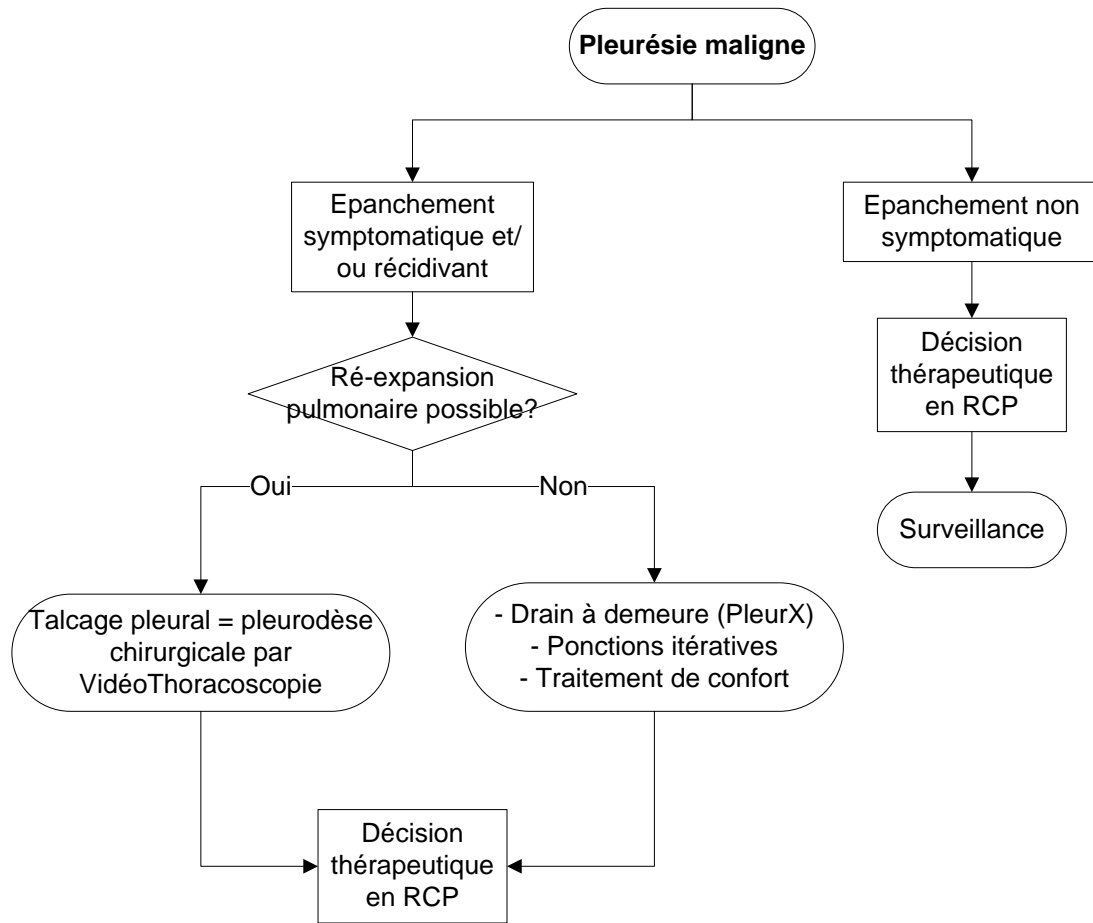 Pleurésie maligne
Epanchement
symptomatique et/
ou récidivant
Epanchement non
symptomatique
Ré-expansion
pulmonaire possible?
Décision
thérapeutique
en RCP
Oui
Non
Surveillance
Talcage pleural = pleurodèse
chirurgicale par
VidéoThoracoscopie
- Drain à demeure (PleurX)
- Ponctions itératives
- Traitement de confort
Décision
thérapeutique
en RCP